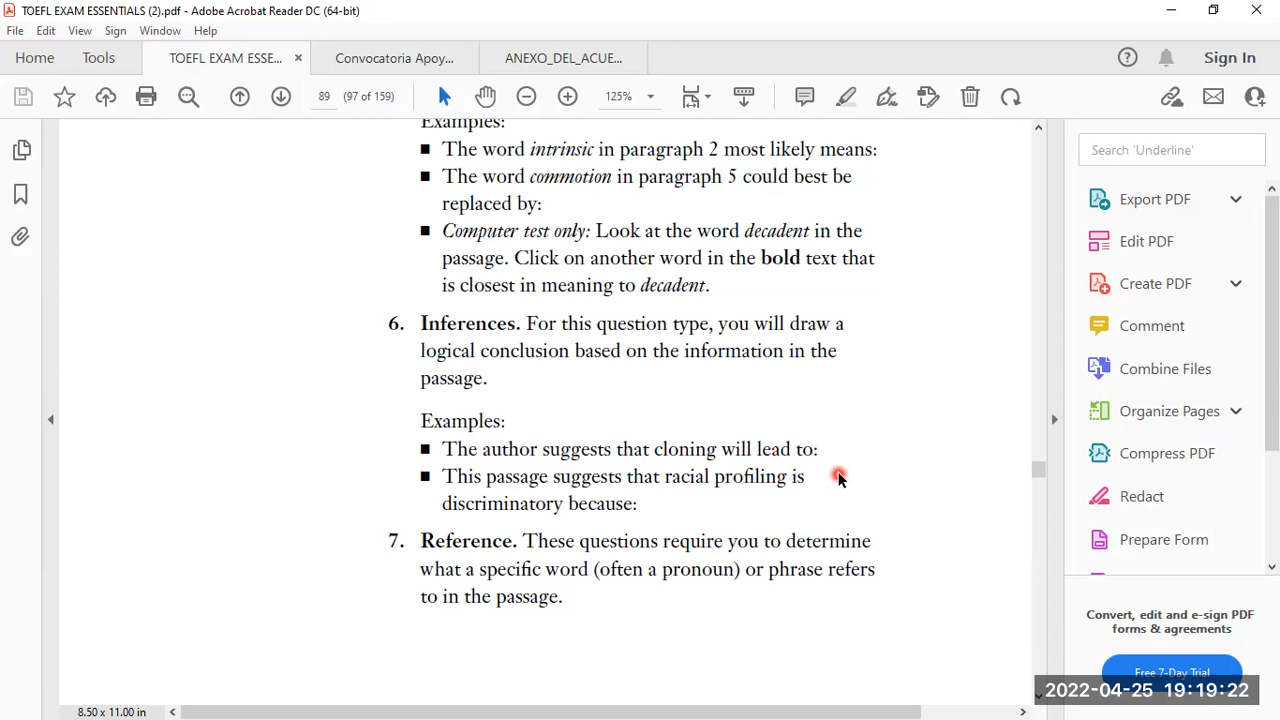 TOEFL EXAM ESSENTIALS (2).pdf - Adobe Acrobat Reader DC (64-bit)
File Edit View Sign Window Help
Home Tools TOEFL EXAM ESSE... × Convocatoria Apoy... ANEXO_DEL_ACUE... Sign In
89 (97 of 159) 125%
Examples:
■ The word intrinsic in paragraph 2 most likely means:
■ The word commotion in paragraph 5 could best be
replaced by:
■ Computer test only: Look at the word decadent in the
passage. Click on another word in the bold text that
is closest in meaning to decadent.
6. Inferences. For this question type, you will draw a
logical conclusion based on the information in the
passage.
Examples:
■ The author suggests that cloning will lead to:
■ This passage suggests that racial profiling is
discriminatory because:
7. Reference. These questions require you to determine
what a specific word (often a pronoun) or phrase refers
to in the passage.
8.50 x 11.00 in
Search 'Underline'
Export PDF
Edit PDF
Create PDF
Comment
Combine Files
Organize Pages
Compress PDF
Redact
Prepare Form
Convert, edit and e-sign PDF
forms & agreements
Free 7-Day Trial
2022-04-25 19:19:22